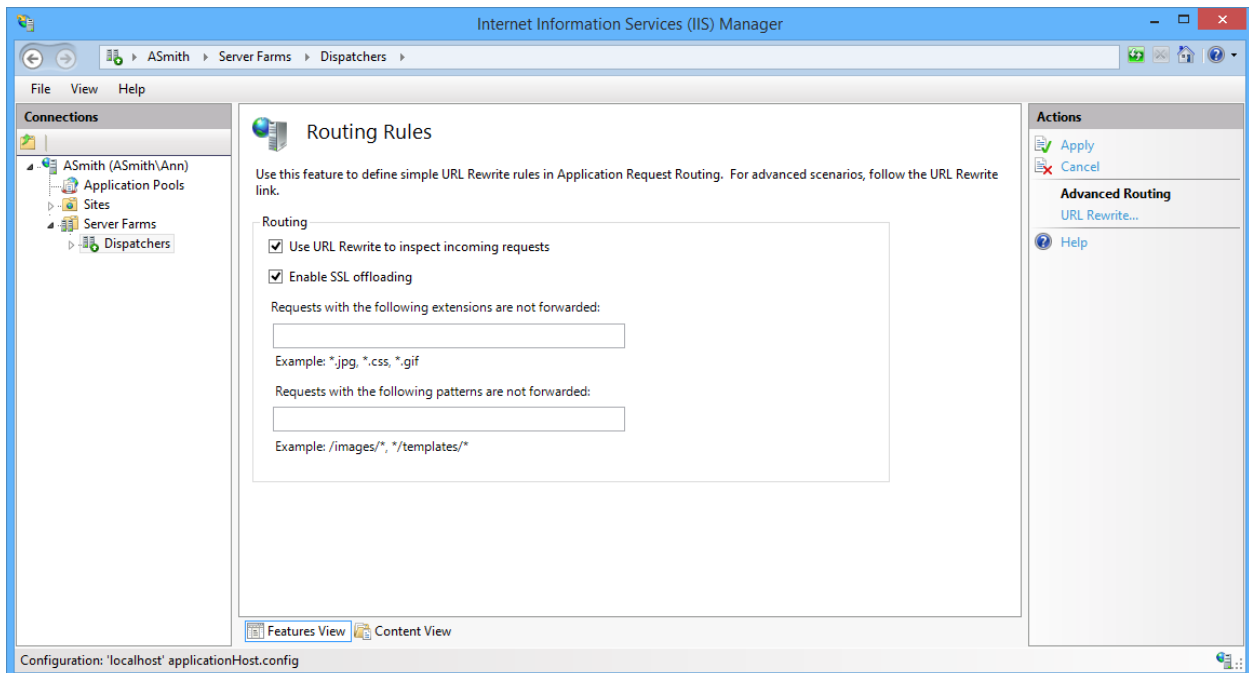 Internet Information Services (IIS) Manager
ASmith Server Farms Dispatchers
File View Help
Connections
ASmith (ASmith\Ann)
Application Pools
Sites
Server Farms
Dispatchers
Routing Rules
Use this feature to define simple URL Rewrite rules in Application Request Routing. For advanced scenarios, follow the URL Rewrite
link.
Routing
Use URL Rewrite to inspect incoming requests
Enable SSL offloading
Requests with the following extensions are not forwarded:
Example: *.jpg, *.css, *.gif
Requests with the following patterns are not forwarded:
Example: /images/*, */templates/*
Features View Content View
Actions
Apply
Cancel
Advanced Routing
URL Rewrite...
Help
Configuration: 'localhost' applicationHost.config